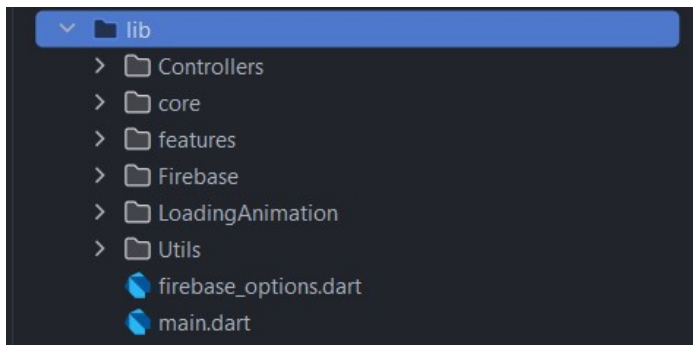 lib
Controllers
core
features
Firebase
LoadingAnimation
Utils
firebase_options.dart
main.dart